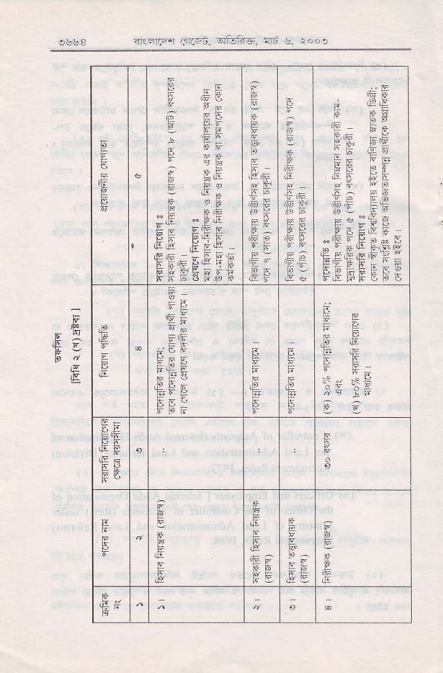 ৩৬৬৪ বাংলাদেশ গেজেট, অতিরিক্ত, মার্চ ৬, ২০০৩
তফসিল
[বিধি ২ (খ) দ্রষ্টব্য]
ক্রমিক নং
পদের নাম
সরাসরি নিয়োগের ক্ষেত্রে বয়সসীমা
নিয়োগ পদ্ধতি
প্রয়োজনীয় যোগ্যতা
১ ২ ৩ ৪ ৫
১। হিসাব নিয়ন্ত্রক (রাজস্ব)
..
পদোন্নতির মাধ্যমে;
তবে পদোন্নতির যোগ্য প্রার্থী পাওয়া
না গেলে প্রেষণে বদলীর মাধ্যমে।
সরাসরি নিয়োগ ঃ
সহকারী হিসাব নিয়ন্ত্রক (রাজস্ব) পদে ৮ (আট) বৎসরের
চাকুরী।
প্রেষণে নিয়োগ ঃ
মহা হিসাব-নিরীক্ষক ও নিয়ন্ত্রক এর কার্যালয়ের অধীন
উপ-মহা হিসাব নিরীক্ষক ও নিয়ন্ত্রক বা সমপদের কোন
কর্মকর্তা।
২। সহকারী হিসাব নিয়ন্ত্রক
(রাজস্ব)
..
পদোন্নতির মাধ্যমে।
বিভাগীয় পরীক্ষায় উত্তীর্ণসহ হিসাব তত্ত্বাবধায়ক (রাজস্ব)
পদে ৭ (সাত) বৎসরের চাকুরী।
৩। হিসাব তত্ত্বাবধায়ক
(রাজস্ব)
..
পদোন্নতির মাধ্যমে।
বিভাগীয় পরীক্ষায় উত্তীর্ণসহ নিরীক্ষক (রাজস্ব) পদে
৫ (পাঁচ) বৎসরের চাকুরী।
৪। নিরীক্ষক (রাজস্ব)
৩০ বৎসর
(ক) ২০% পদোন্নতির মাধ্যমে;
এবং
(খ) ৮০% সরাসরি নিয়োগের
মাধ্যমে।
পদোন্নতি ঃ
বিভাগীয় পরীক্ষায় উত্তীর্ণসহ নিম্নমান সহকারী কাম-
মুদ্রাক্ষরিক পদে ৫ (পাঁচ) বৎসরের চাকুরী।
সরাসরি নিয়োগ ঃ
কোন স্বীকৃত বিশ্ববিদ্যালয় হইতে বাণিজ্য স্নাতক ডিগ্রী;
তবে সংশ্লিষ্ট কাজে অভিজ্ঞতাসম্পন্ন প্রার্থীকে অগ্রাধিকার
দেওয়া হইবে।